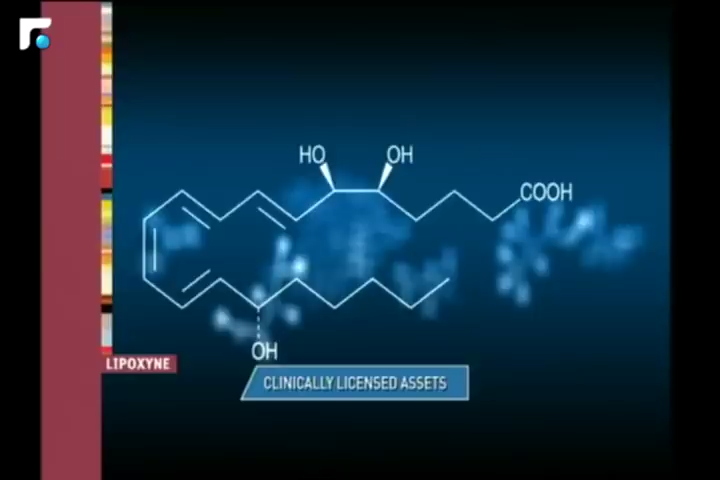 HO
OH
COOH
OH
LIPOXYNE
CLINICALLY LICENSED ASSETS